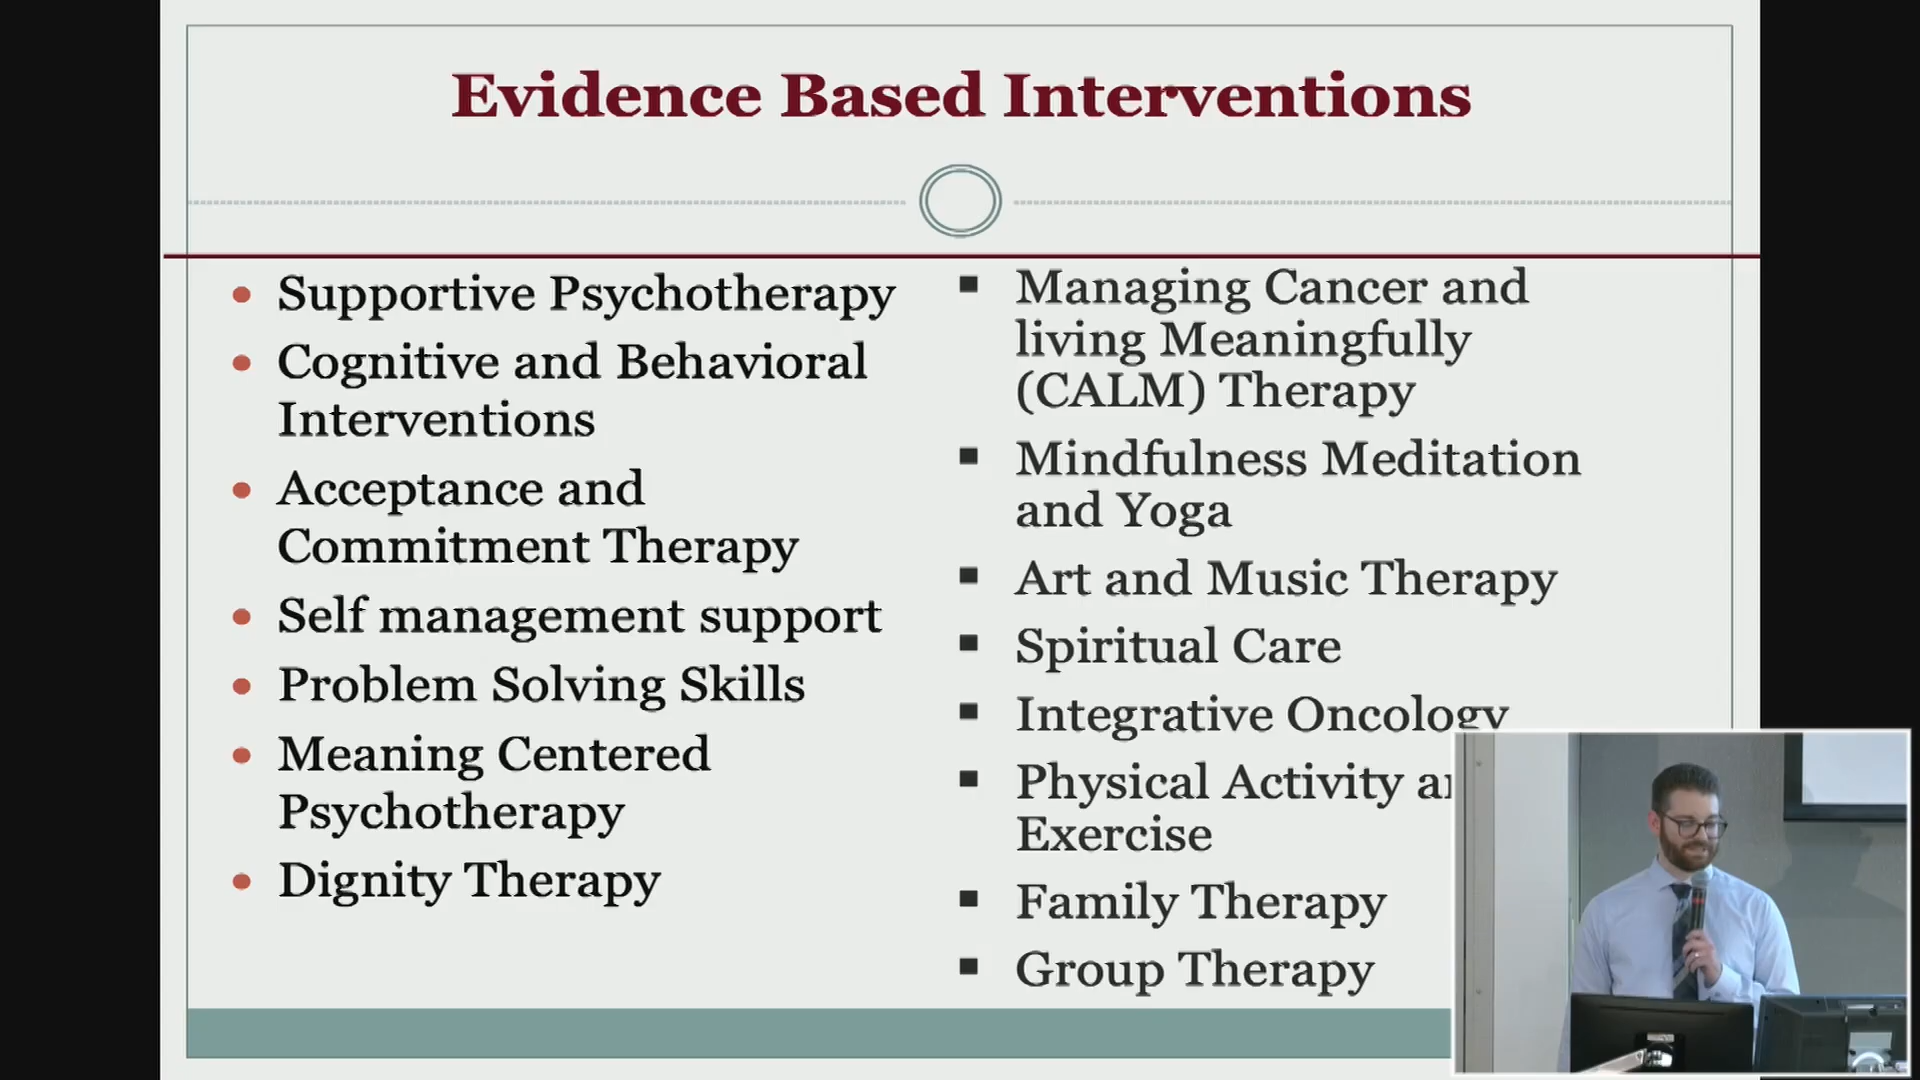 Evidence Based Interventions
Supportive Psychotherapy
Cognitive and Behavioral
Interventions
Acceptance and
Commitment Therapy
Self management support
Problem Solving Skills
Meaning Centered
Psychotherapy
Dignity Therapy
Managing Cancer and
living Meaningfully
(CALM) Therapy
Mindfulness Meditation
and Yoga
Art and Music Therapy
Spiritual Care
Integrative Oncology
Physical Activity
Exercise
Family Therapy
Group Therapy